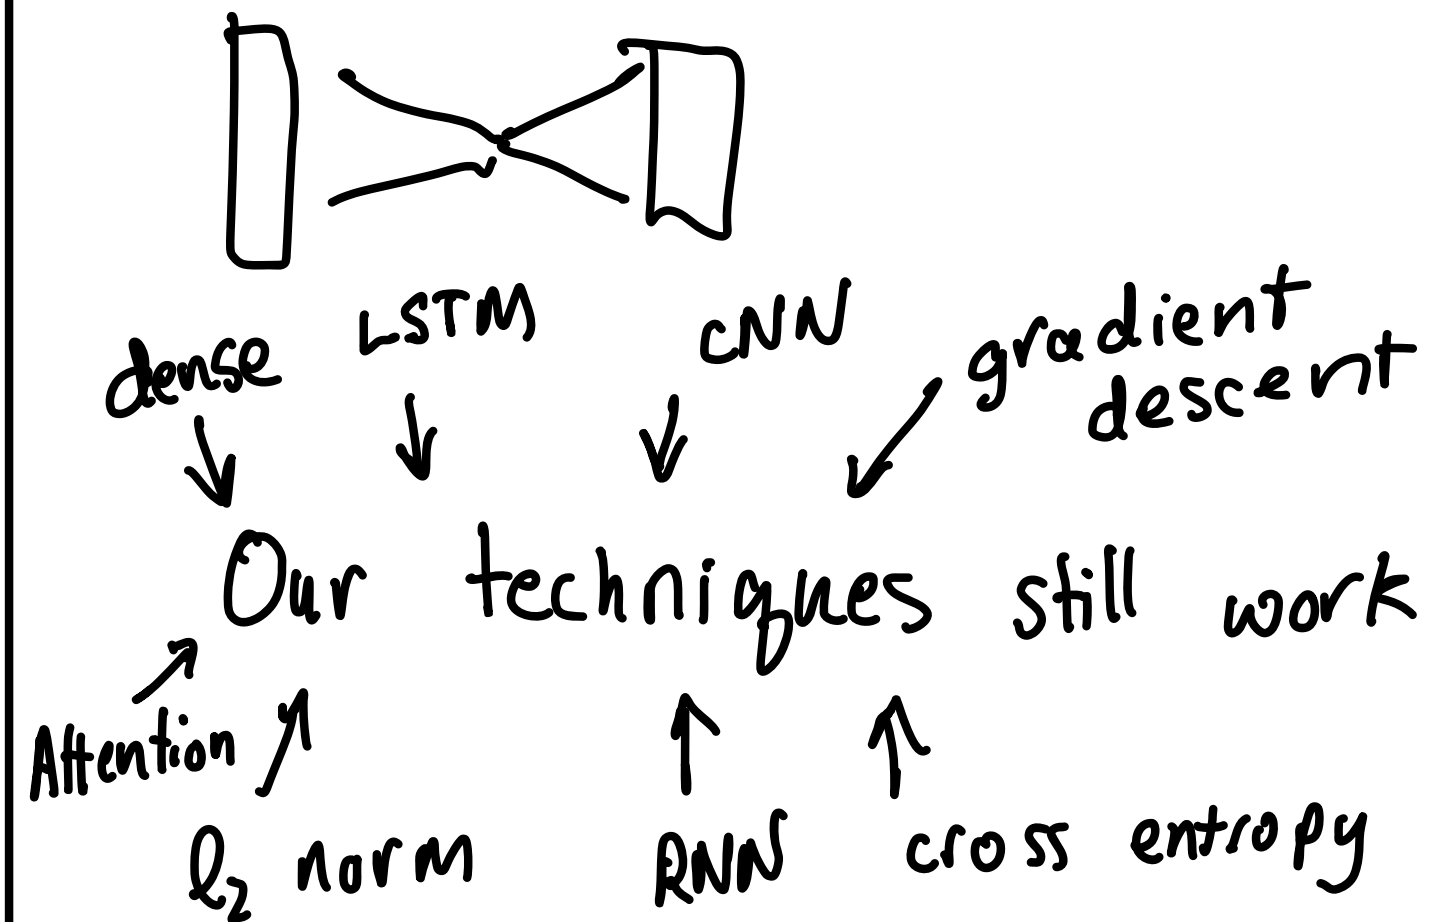 dense LSTM CNN gradient
descent
Our techniques still work
Attention
l₂ norm RNN cross entropy